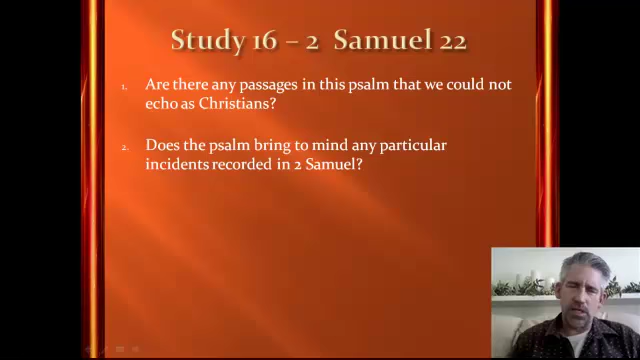 Study 16 – 2 Samuel 22
1. Are there any passages in this psalm that we could not
echo as Christians?
2. Does the psalm bring to mind any particular
incidents recorded in 2 Samuel?